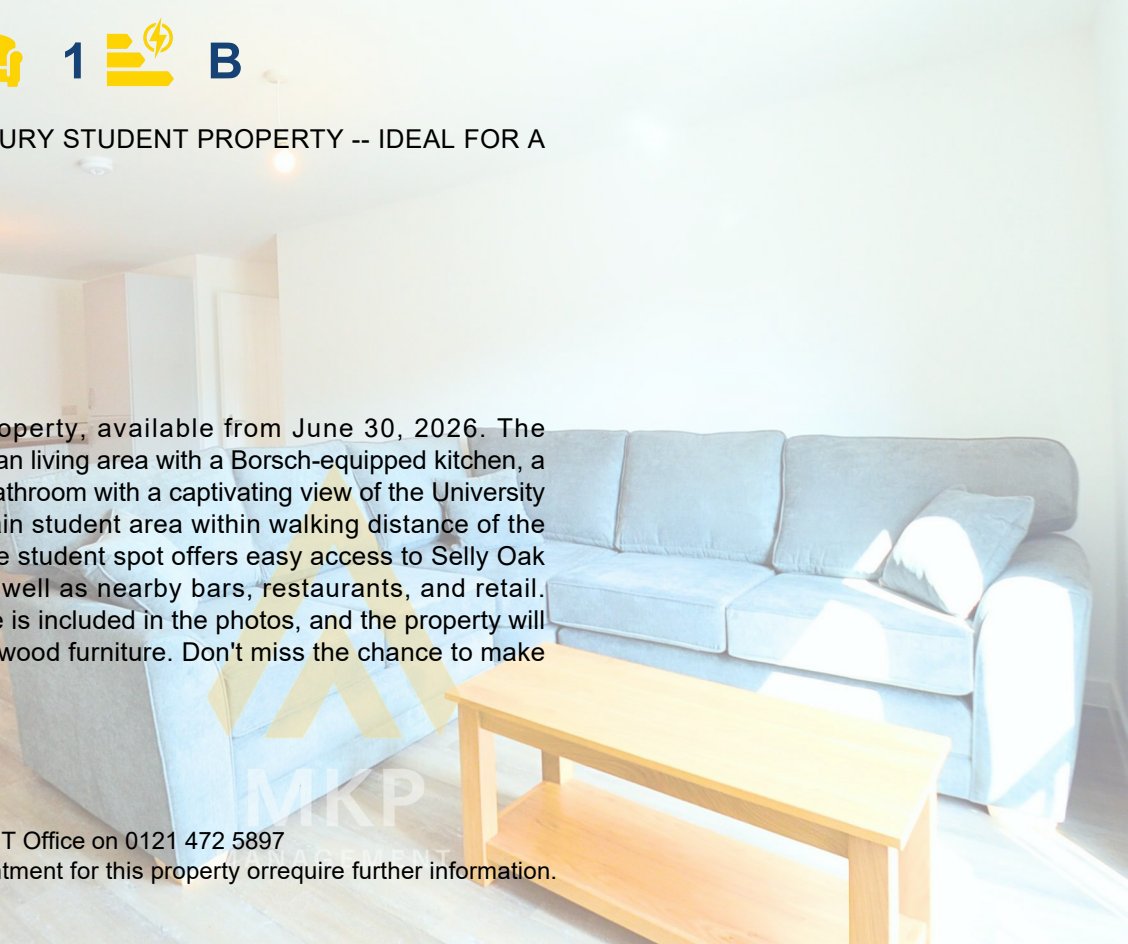 1 B
URY STUDENT PROPERTY -- IDEAL FOR A
operty, available from June 30, 2026. The
an living area with a Borsch-equipped kitchen, a
athroom with a captivating view of the University
in student area within walking distance of the
e student spot offers easy access to Selly Oak
well as nearby bars, restaurants, and retail.
e is included in the photos, and the property will
wood furniture. Don't miss the chance to make
MKP
MANAGEMENT
T Office on 0121 472 5897
tment for this property orrequire further information.